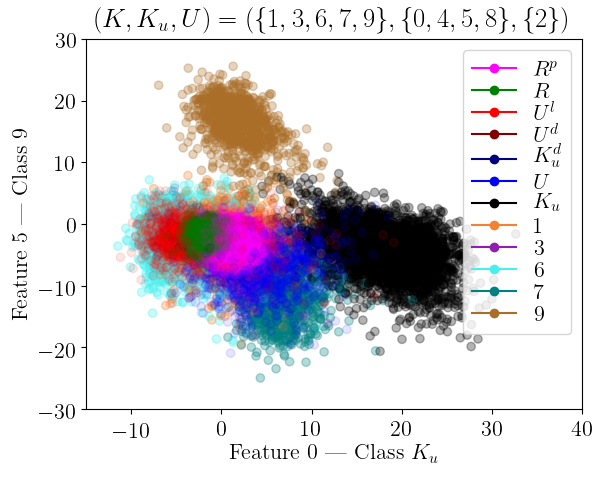 (K, K_u, U) = ({1, 3, 6, 7, 9}, {0, 4, 5, 8}, {2})
30
20
10
0
−10
−20
−30
Feature 5 — Class 9
R^p
R
U^l
U^d
K_u^d
U
K_u
1
3
6
7
9
−10
0
10
20
30
40
Feature 0 — Class K_u